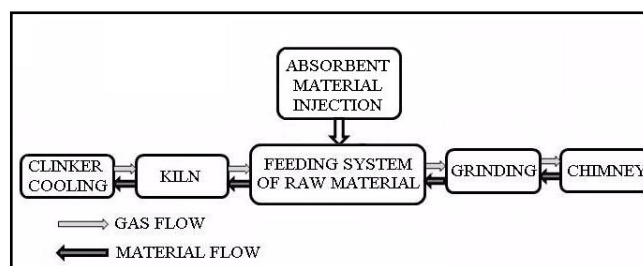 ABSORBENT
MATERIAL
INJECTION
CLINKER
COOLING
KILN
FEEDING SYSTEM
OF RAW MATERIAL
GRINDING
CHIMNEY
GAS FLOW
MATERIAL FLOW